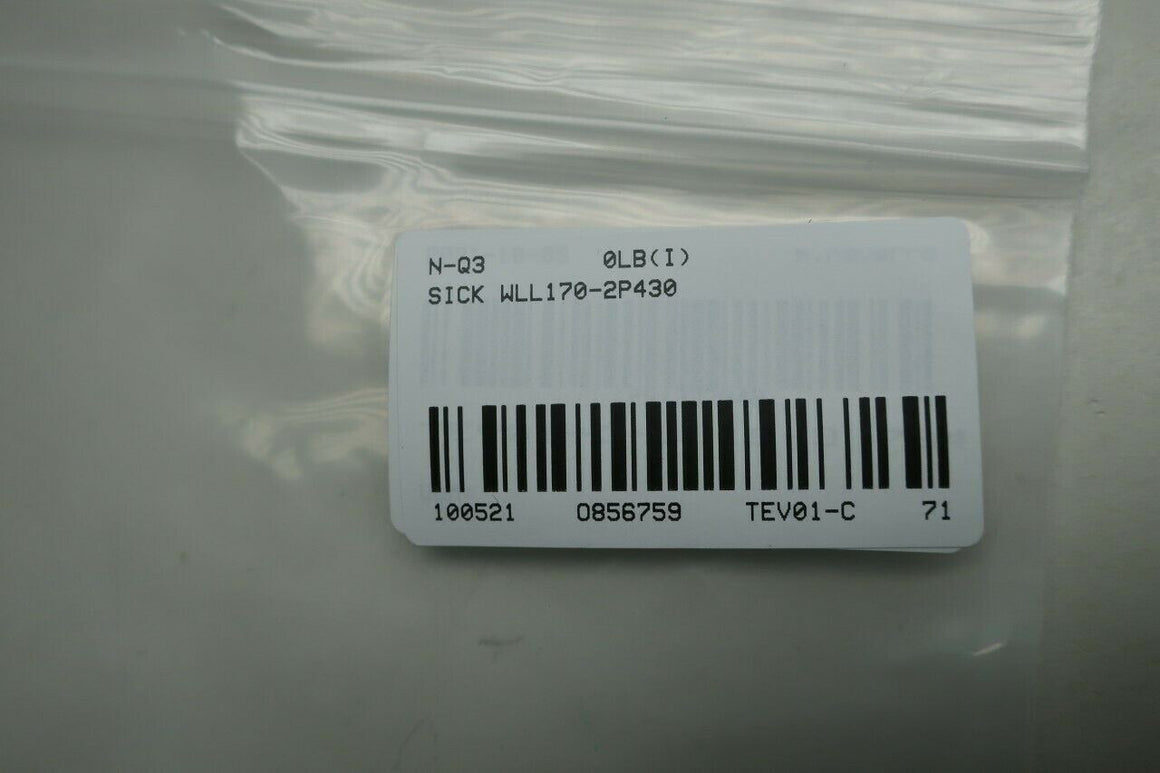 N-Q3 0LB(I)
SICK WLL170-2P430
100521 0856759 TEV01-C 71